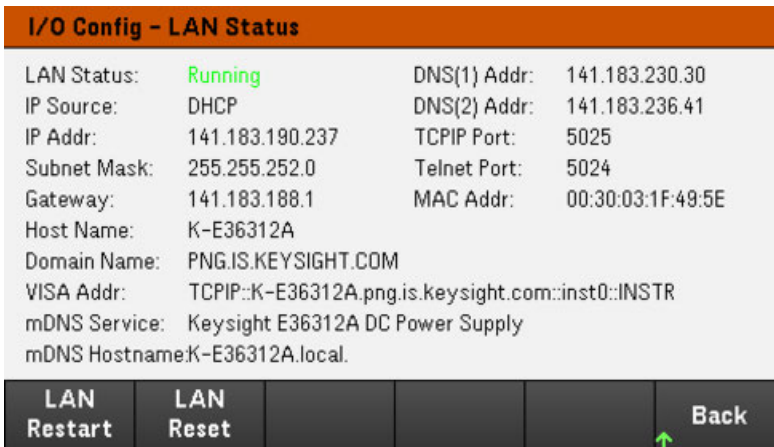 I/O Config - LAN Status
LAN Status: Running DNS(1) Addr: 141.183.230.30
IP Source: DHCP DNS(2) Addr: 141.183.236.41
IP Addr: 141.183.190.237 TCPIP Port: 5025
Subnet Mask: 255.255.252.0 Telnet Port: 5024
Gateway: 141.183.188.1 MAC Addr: 00:30:03:1F:49:5E
Host Name: K-E36312A
Domain Name: PNG.IS.KEYSIGHT.COM
VISA Addr: TCPIP::K-E36312A.png.is.keysight.com::inst0::INSTR
mDNS Service: Keysight E36312A DC Power Supply
mDNS Hostname:K-E36312A.local.
LAN Restart LAN Reset Back